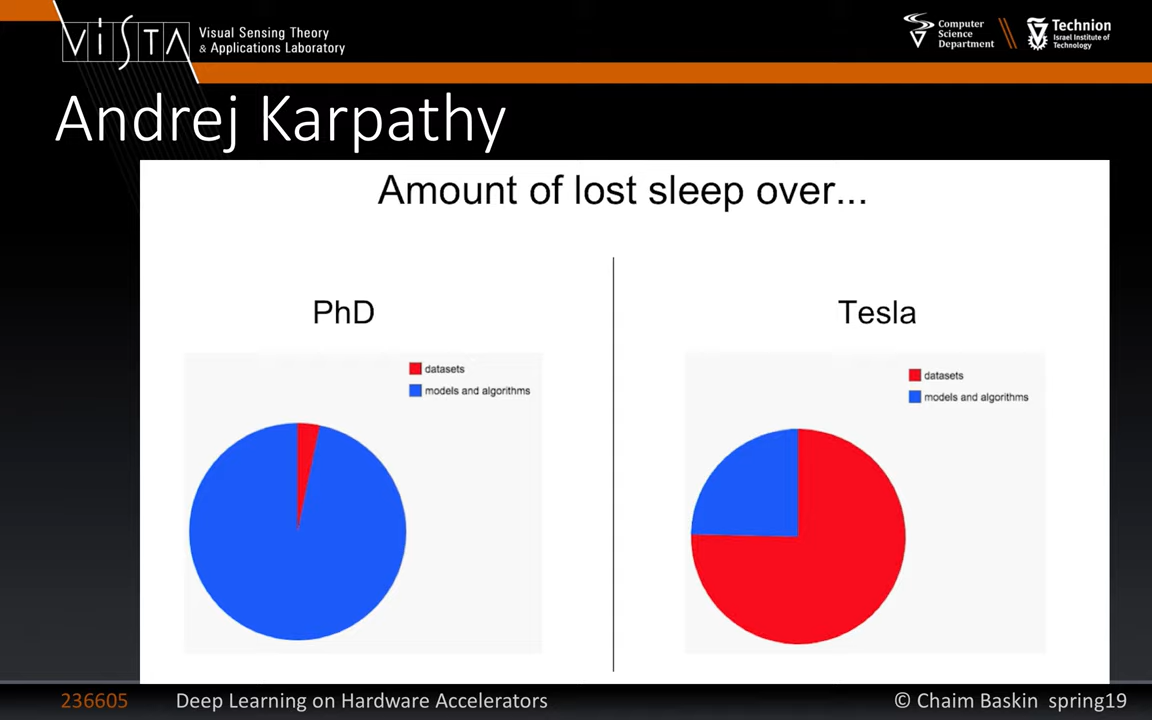 ViSTA
Visual Sensing Theory
& Applications Laboratory
Computer
Science
Department
Technion
Israel Institute of
Technology
Andrej Karpathy
Amount of lost sleep over...
PhD
datasets
models and algorithms
Tesla
datasets
models and algorithms
236605
Deep Learning on Hardware Accelerators
© Chaim Baskin spring19